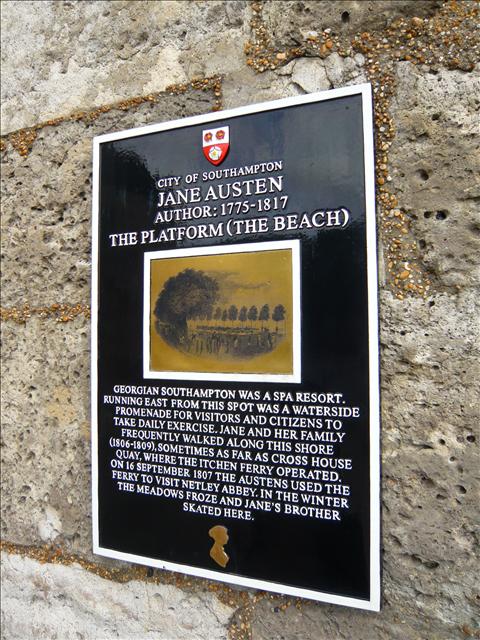 CITY OF SOUTHAMPTON
JANE AUSTEN
AUTHOR: 1775-1817
THE PLATFORM (THE BEACH)
GEORGIAN SOUTHAMPTON WAS A SPA RESORT.
RUNNING EAST FROM THIS SPOT WAS A WATERSIDE
PROMENADE FOR VISITORS AND CITIZENS TO
TAKE DAILY EXERCISE. JANE AND HER FAMILY
FREQUENTLY WALKED ALONG THIS SHORE
(1806-1809), SOMETIMES AS FAR AS CROSS HOUSE
QUAY, WHERE THE ITCHEN FERRY OPERATED.
ON 16 SEPTEMBER 1807 THE AUSTENS USED THE
FERRY TO VISIT NETLEY ABBEY. IN THE WINTER
THE MEADOWS FROZE AND JANE'S BROTHER
SKATED HERE.